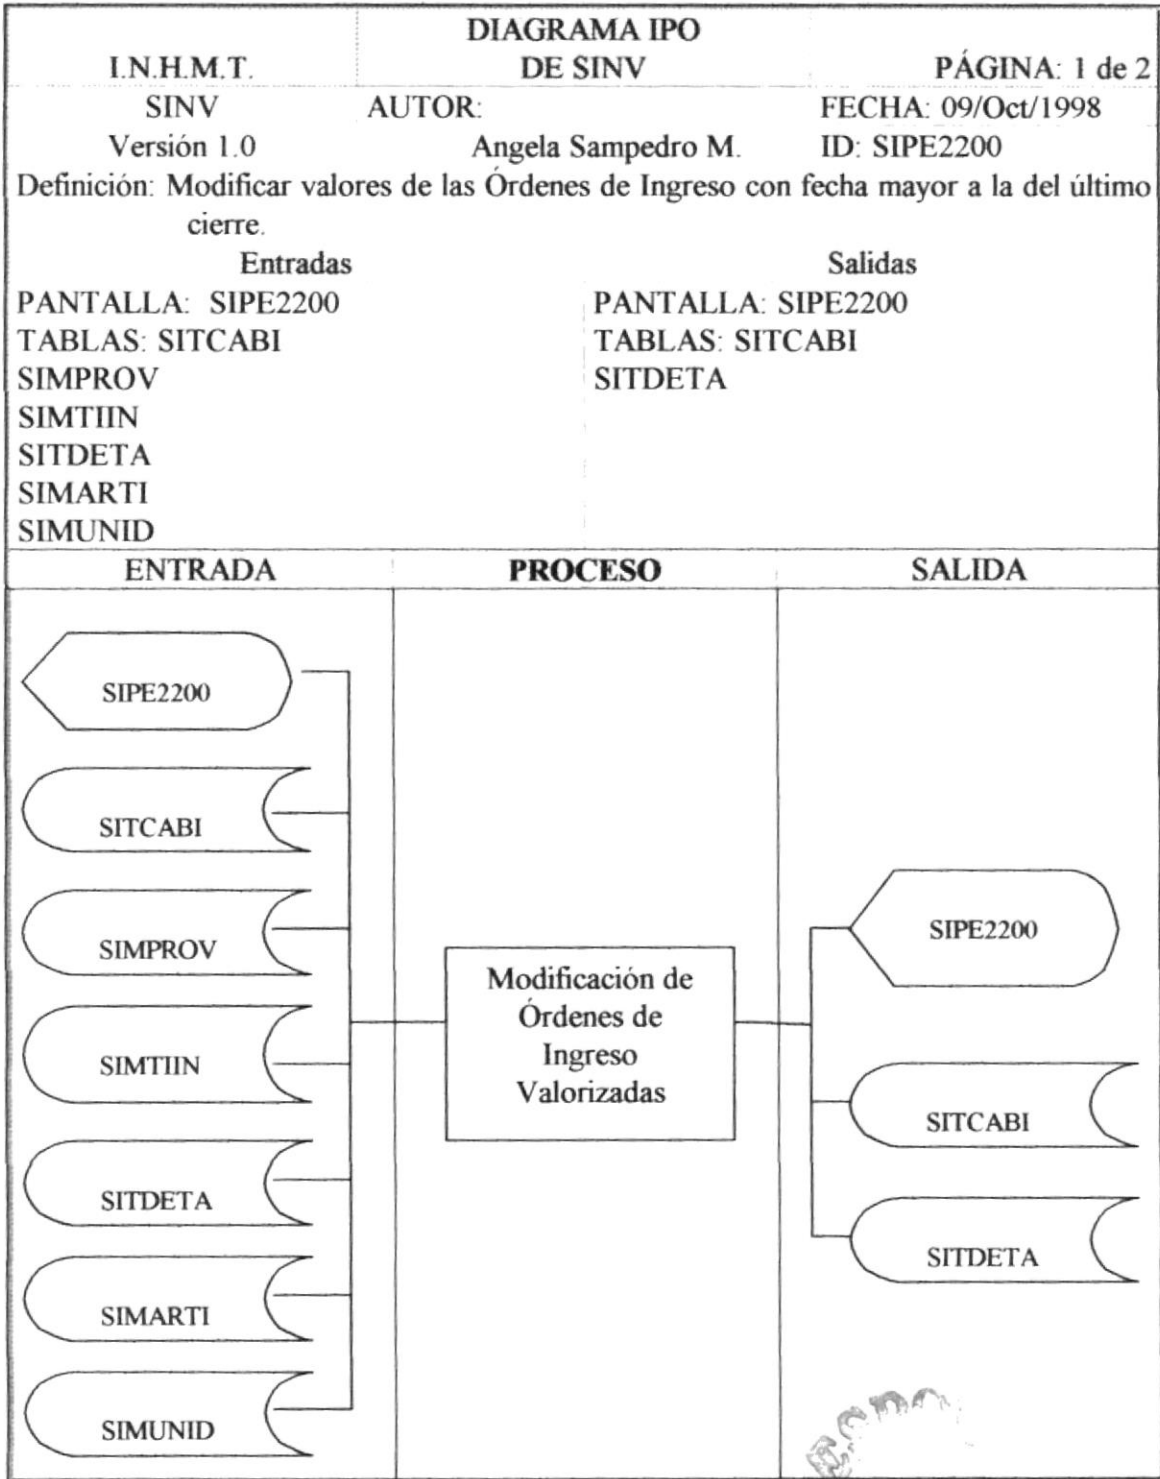 DIAGRAMA IPO
I.N.H.M.T. DE SINV PÁGINA: 1 de 2
SINV AUTOR: FECHA: 09/Oct/1998
Versión 1.0 Angela Sampedro M. ID: SIPE2200
Definición: Modificar valores de las Órdenes de Ingreso con fecha mayor a la del último
cierre.
Entradas Salidas
PANTALLA: SIPE2200 PANTALLA: SIPE2200
TABLAS: SITCABI TABLAS: SITCABI
SIMPROV SITDETA
SIMTIIN
SITDETA
SIMARTI
SIMUNID
ENTRADA PROCESO SALIDA
SIPE2200
SITCABI
SIMPROV
SIMTIIN
SITDETA
SIMARTI
SIMUNID
Modificación de
Órdenes de
Ingreso
Valorizadas
SIPE2200
SITCABI
SITDETA